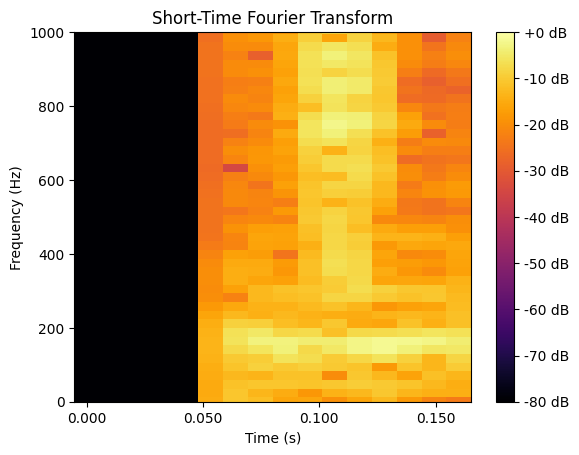 Short-Time Fourier Transform
1000
800
600
400
200
0
Frequency (Hz)
0.000
0.050
0.100
0.150
Time (s)
+0 dB
-10 dB
-20 dB
-30 dB
-40 dB
-50 dB
-60 dB
-70 dB
-80 dB